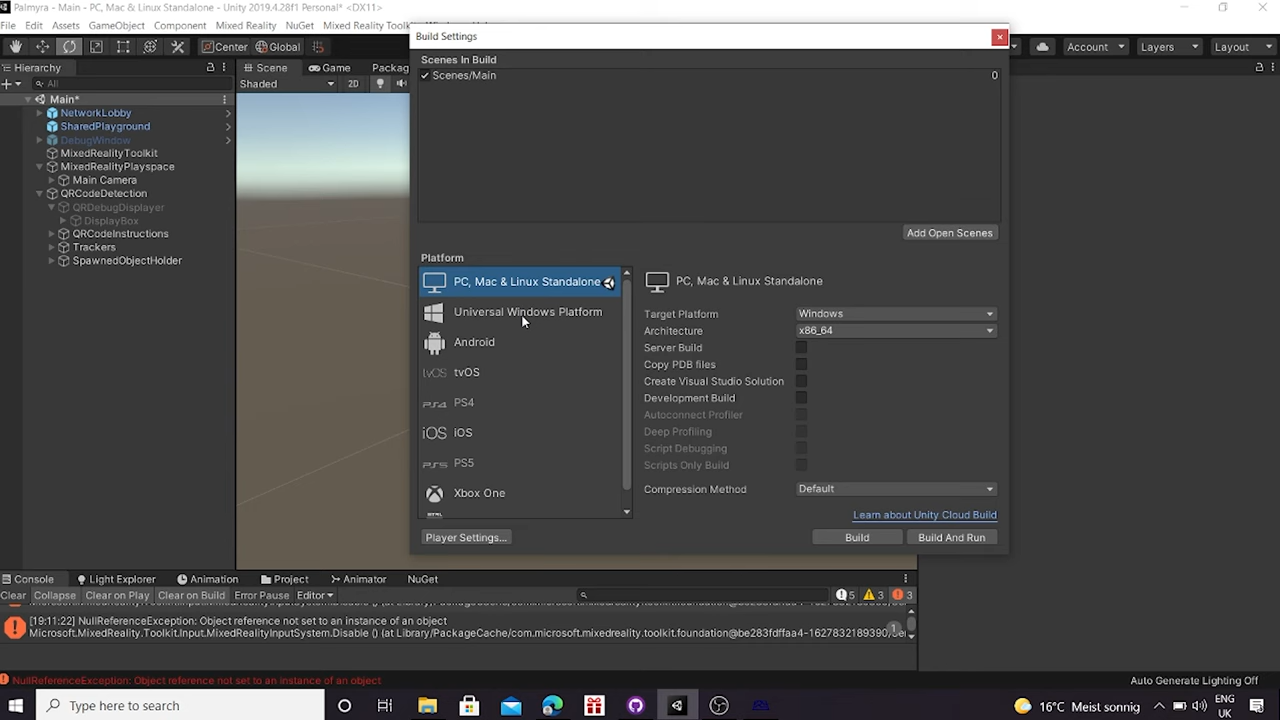 Palmyra - Main - PC, Mac & Linux Standalone - Unity 2019.4.28f1 Personal* <DX11>
File Edit Assets GameObject Component Mixed Reality NuGet Mixed Reality
Center Global Account Layers Layout
Hierarchy
All
Main*
NetworkLobby
SharedPlayground
DebugWindow
MixedRealityToolkit
MixedRealityPlayspace
Main Camera
QRCodeDetection
QRDebugDisplayer
DisplayBox
QRCodeInstructions
Trackers
SpawnedObjectHolder
Scene Game
Shaded 2D
Build Settings
Scenes In Build
Scenes/Main 0
Add Open Scenes
Platform
PC, Mac & Linux Standalone
Universal Windows Platform
Android
tvOS tvOS
PS4 PS4
iOS iOS
PS5 PS5
Xbox One
PC, Mac & Linux Standalone
Target Platform Windows
Architecture x86_64
Server Build
Copy PDB files
Create Visual Studio Solution
Development Build
Autoconnect Profiler
Deep Profiling
Script Debugging
Scripts Only Build
Compression Method Default
Learn about Unity Cloud Build
Player Settings... Build Build And Run
Console Light Explorer Animation Project Animator NuGet
Clear Collapse Clear on Play Clear on Build Error Pause Editor 5 3 3
[19:11:22] NullReferenceException: Object reference not set to an instance of an object
Microsoft.MixedReality.Toolkit.Input.MixedRealityInputSystem.Disable () (at Library/PackageCache/com.microsoft.mixedreality.toolkit.foundation@be283fdffaa4-1627832189390/
1
NullReferenceException: Object reference not set to an instance of an object
Auto Generate Lighting Off
Type here to search
16°C Meist sonnig
ENG
UK